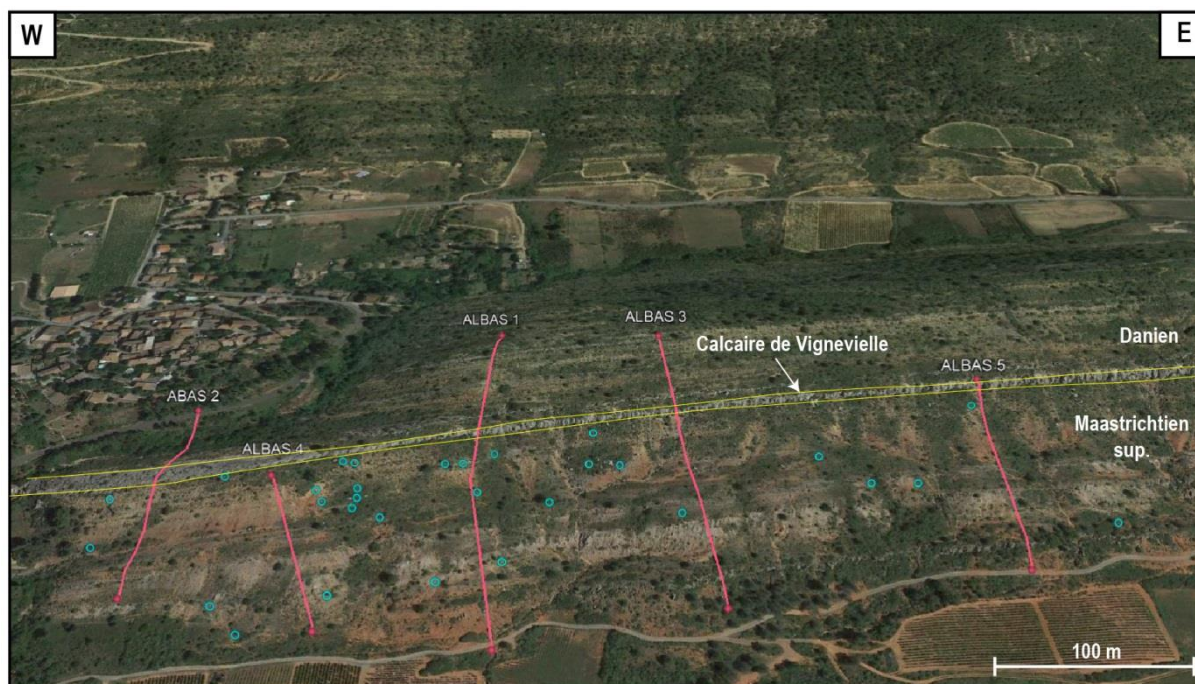 W
E
ALBAS 1
ALBAS 3
Calcaire de Vignevielle
Danien
ALBAS 5
ABAS 2
Maastrichtien
sup.
ALBAS 4
100 m